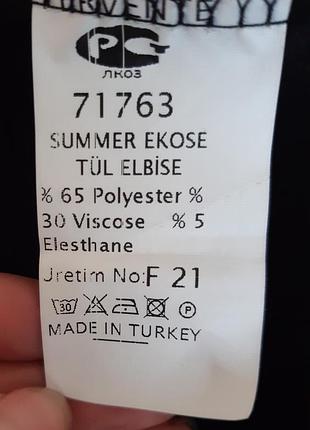 PG
ЛКОЗ
71763
SUMMER EKOSE
TÜL ELBİSE
% 65 Polyester %
30 Viscose % 5
Elesthane
Üretim No: F 21
30 P
MADE IN TURKEY